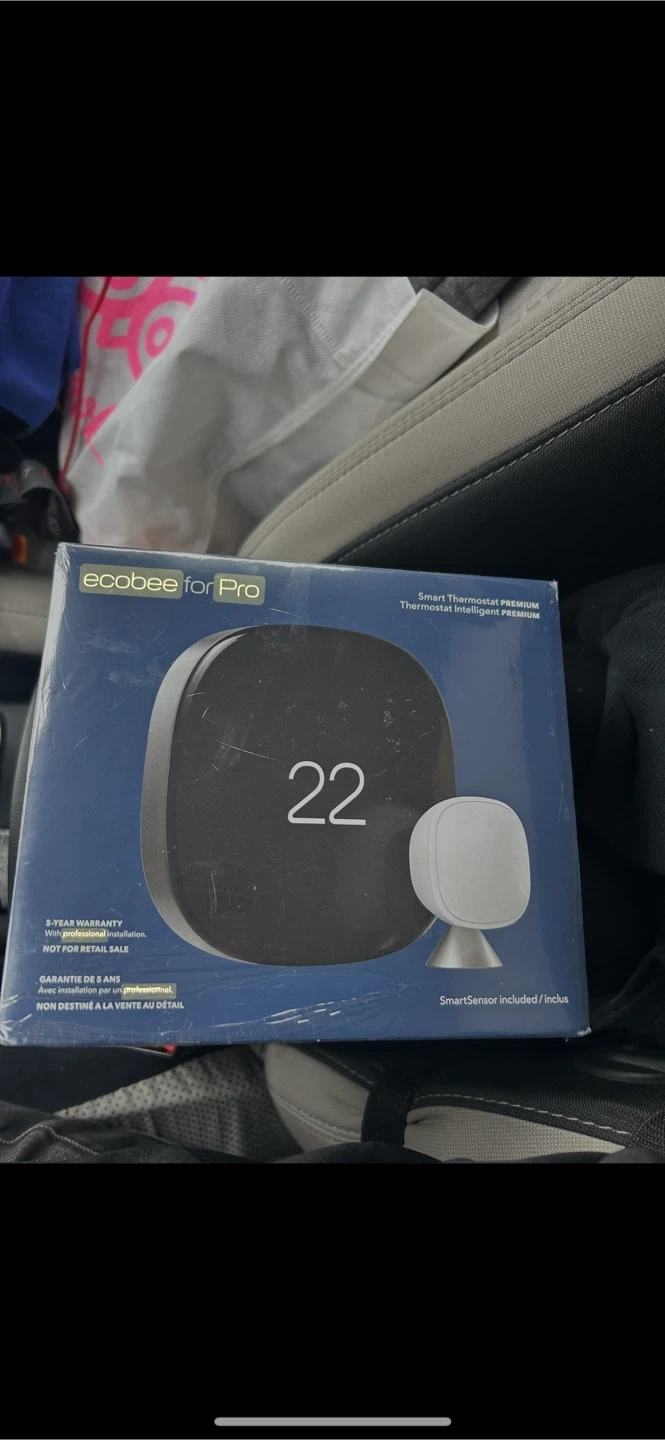 ecobee for Pro
Smart Thermostat PREMIUM
Thermostat Intelligent PREMIUM
22
5-YEAR WARRANTY
With professional installation.
NOT FOR RETAIL SALE
GARANTIE DE 5 ANS
Avec installation par un professionnel.
NON DESTINÉ A LA VENTE AU DÉTAIL
SmartSensor included / inclus